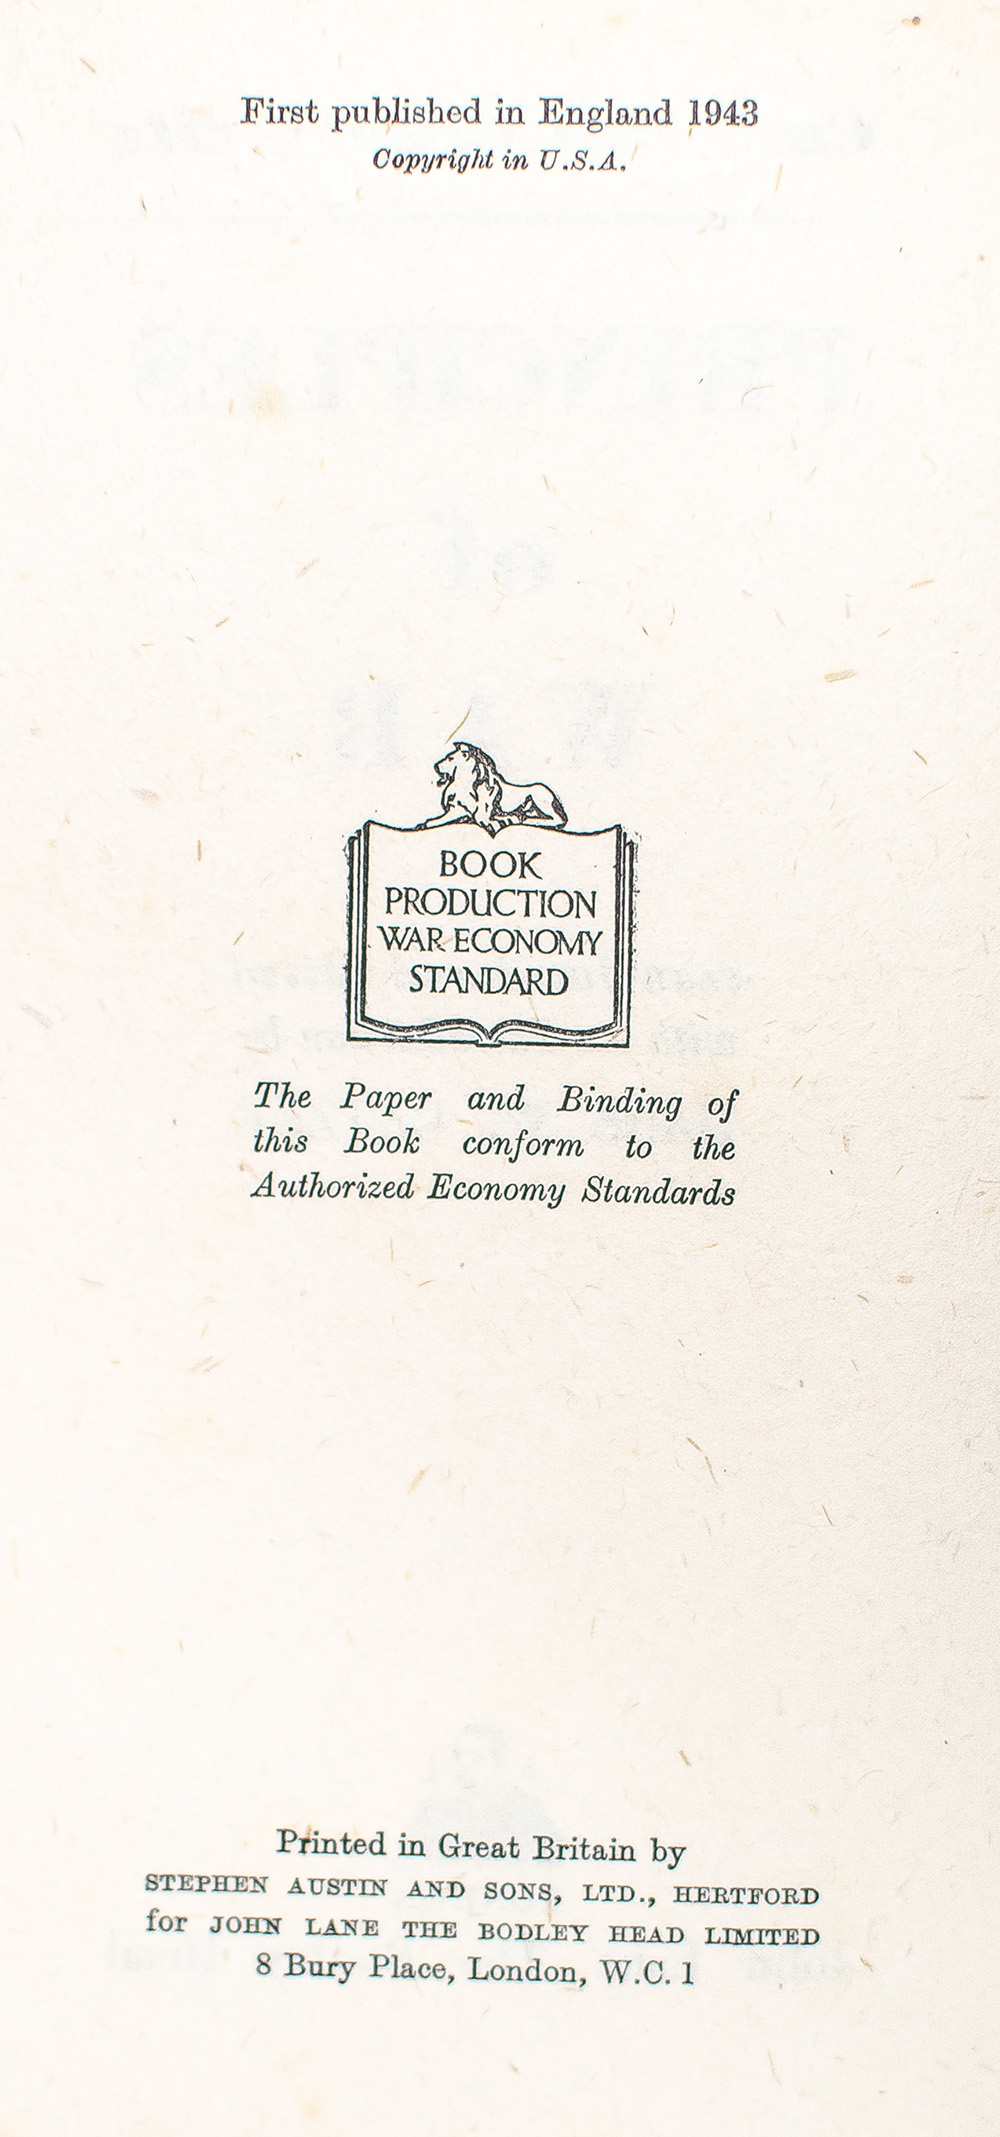 First published in England 1943
Copyright in U.S.A.
BOOK
PRODUCTION
WAR ECONOMY
STANDARD
The Paper and Binding of
this Book conform to the
Authorized Economy Standards
Printed in Great Britain by
STEPHEN AUSTIN AND SONS, LTD., HERTFORD
for JOHN LANE THE BODLEY HEAD LIMITED
8 Bury Place, London, W.C. 1